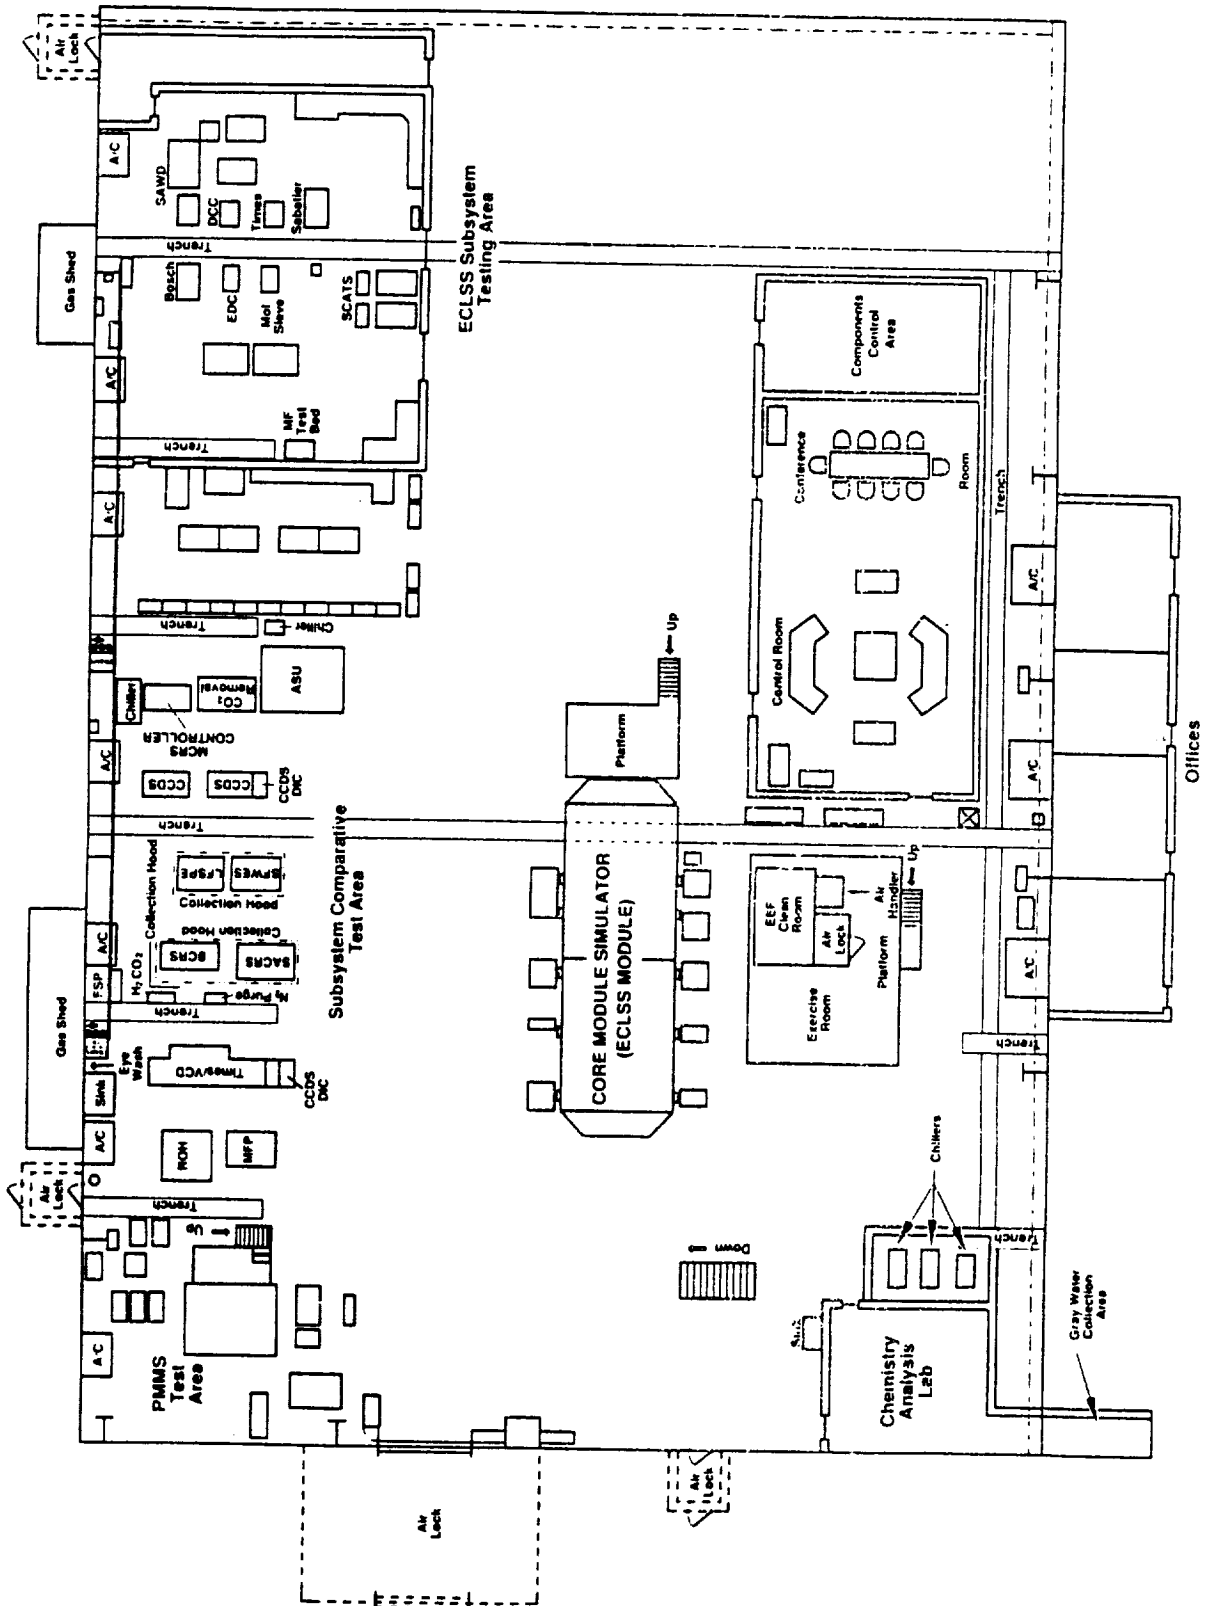 Air
Lock
A/C
SAWD
DCC
Times
Sabatier
Trench
Gas Shed
Bosch
EDC
Mol
Sieve
SCATS
ECLSS Subsystem
Testing Area
A/C
MF
Test
Bed
Trench
A/C
Trench
Chiller
Chiller
CO2
Removal
ASU
MCRS
CONTROLLER
A/C
CCDS
CCDS
CCDS
DIC
Trench
Subsystem Comparative
Test Area
Collection Hood
LFSPE
SFWES
Collection Hood
Collection Hood
BCRS
SACRS
A/C
FSP
H2 CO2
N2 Purge
Trench
Gas Shed
Eye
Wash
Sink
Times/VCD
CCDS
DIC
A/C
ROH
MFP
Air
Lock
Trench
Up
A/C
PMMS
Test
Area
Air
Lock
Air
Lock
Down
Platform
Up
CORE MODULE SIMULATOR
(ECLSS MODULE)
Components
Control
Area
Conference
Room
Control Room
Trench
A/C
A/C
A/C
Offices
EEF
Clean
Room
Air
Lock
Air
Handler
Up
Platform
Exercise
Room
Trench
Chillers
Trench
Sink
Chemistry
Analysis
Lab
Gray Water
Collection
Area